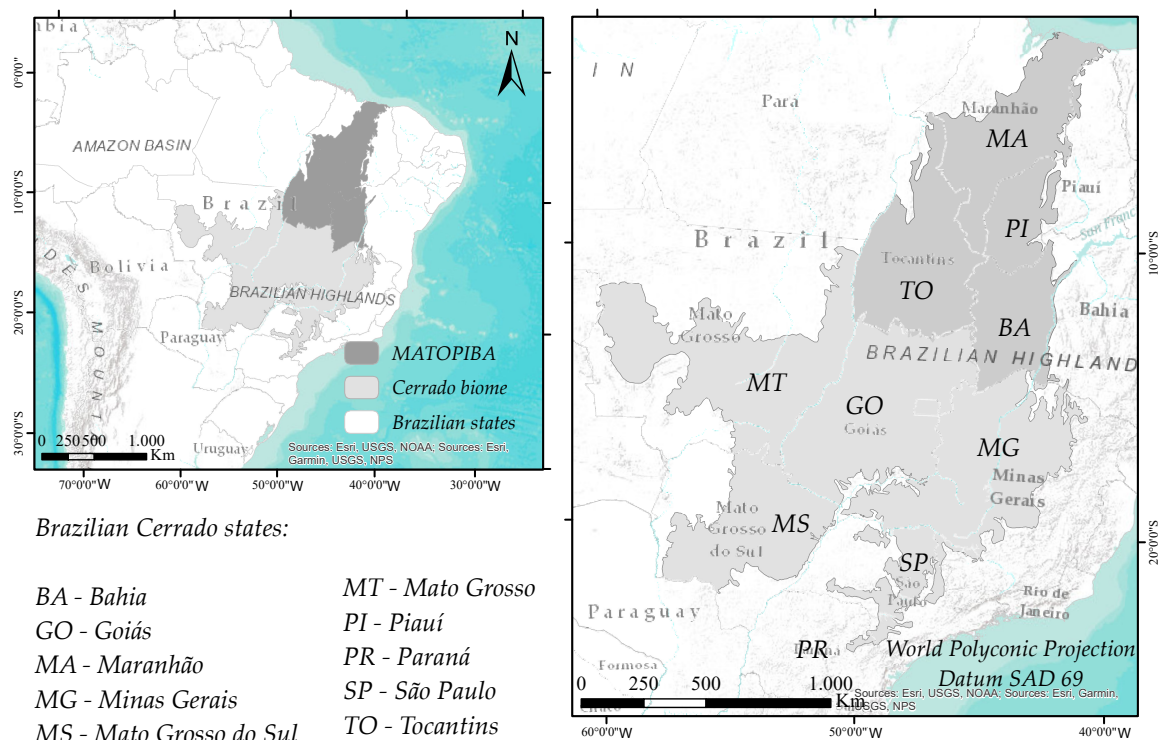 mbia
N
0°0'0"
AMAZON BASIN
10°0'0"S
Brazil
Bolivia
BRAZILIAN HIGHLANDS
DES MOUNT
20°0'0"S
Paraguay
MATOPIBA
Cerrado biome
Brazilian states
30°0'0"S
0 250 500 1.000
Km
Uruguay
Sources: Esri, USGS, NOAA; Sources: Esri,
Garmin, USGS, NPS
70°0'0"W 60°0'0"W 50°0'0"W 40°0'0"W 30°0'0"W
Brazilian Cerrado states:
BA - Bahia
GO - Goiás
MA - Maranhão
MG - Minas Gerais
MS - Mato Grosso do Sul
MT - Mato Grosso
PI - Piauí
PR - Paraná
SP - São Paulo
TO - Tocantins
I N
Pará
Maranhão
MA
Piauí
PI
San Franc
Brazil
10°0'0"S
Tocantins
TO
Bahia
BA
Mato
Grosso
BRAZILIAN HIGHLAND
MT
GO
Goiás
MG
Minas
Gerais
Mato
Grosso
do Sul
MS
20°0'0"S
SP
São
Paulo
Rio de
Janeiro
Paraguay
PR
World Polyconic Projection
Datum SAD 69
Formosa
0 250 500 1.000
Km
Sources: Esri, USGS, NOAA; Sources: Esri, Garmin,
USGS, NPS
60°0'0"W 50°0'0"W 40°0'0"W